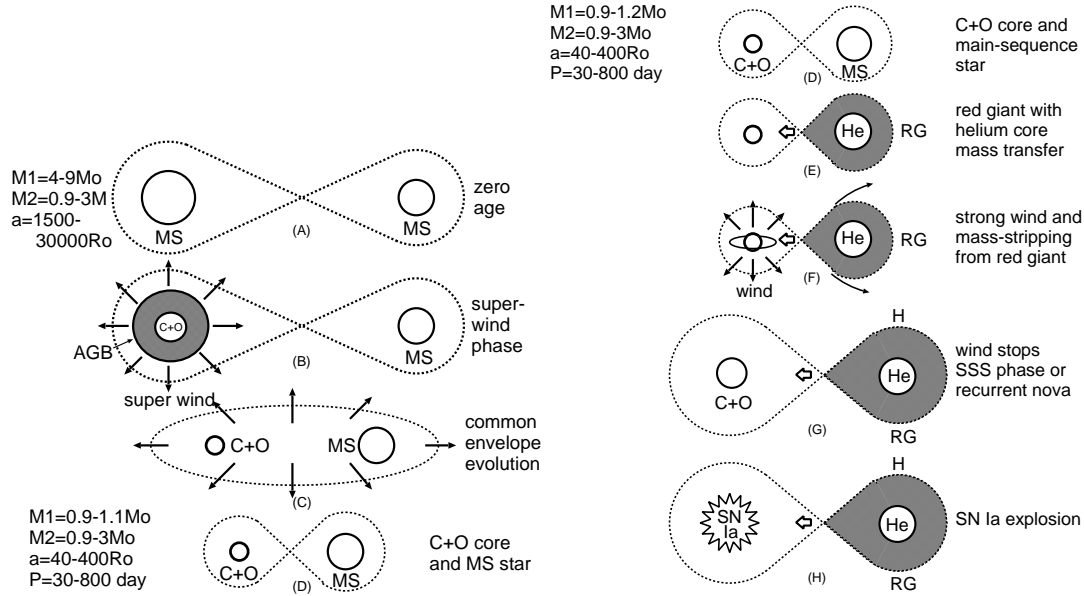 M1=4-9Mo
M2=0.9-3M
a=1500-
30000Ro
MS
(A)
MS
zero
age
C+O
AGB
super wind
(B)
MS
super-
wind
phase
C+O
MS
(C)
common
envelope
evolution
M1=0.9-1.1Mo
M2=0.9-3Mo
a=40-400Ro
P=30-800 day
C+O
(D)
MS
C+O core
and MS star
M1=0.9-1.2Mo
M2=0.9-3Mo
a=40-400Ro
P=30-800 day
C+O
(D)
MS
C+O core and
main-sequence
star
He
RG
(E)
red giant with
helium core
mass transfer
He
RG
wind
(F)
strong wind and
mass-stripping
from red giant
H
He
C+O
(G)
RG
wind stops
SSS phase or
recurrent nova
H
SN
Ia
He
(H)
RG
SN Ia explosion